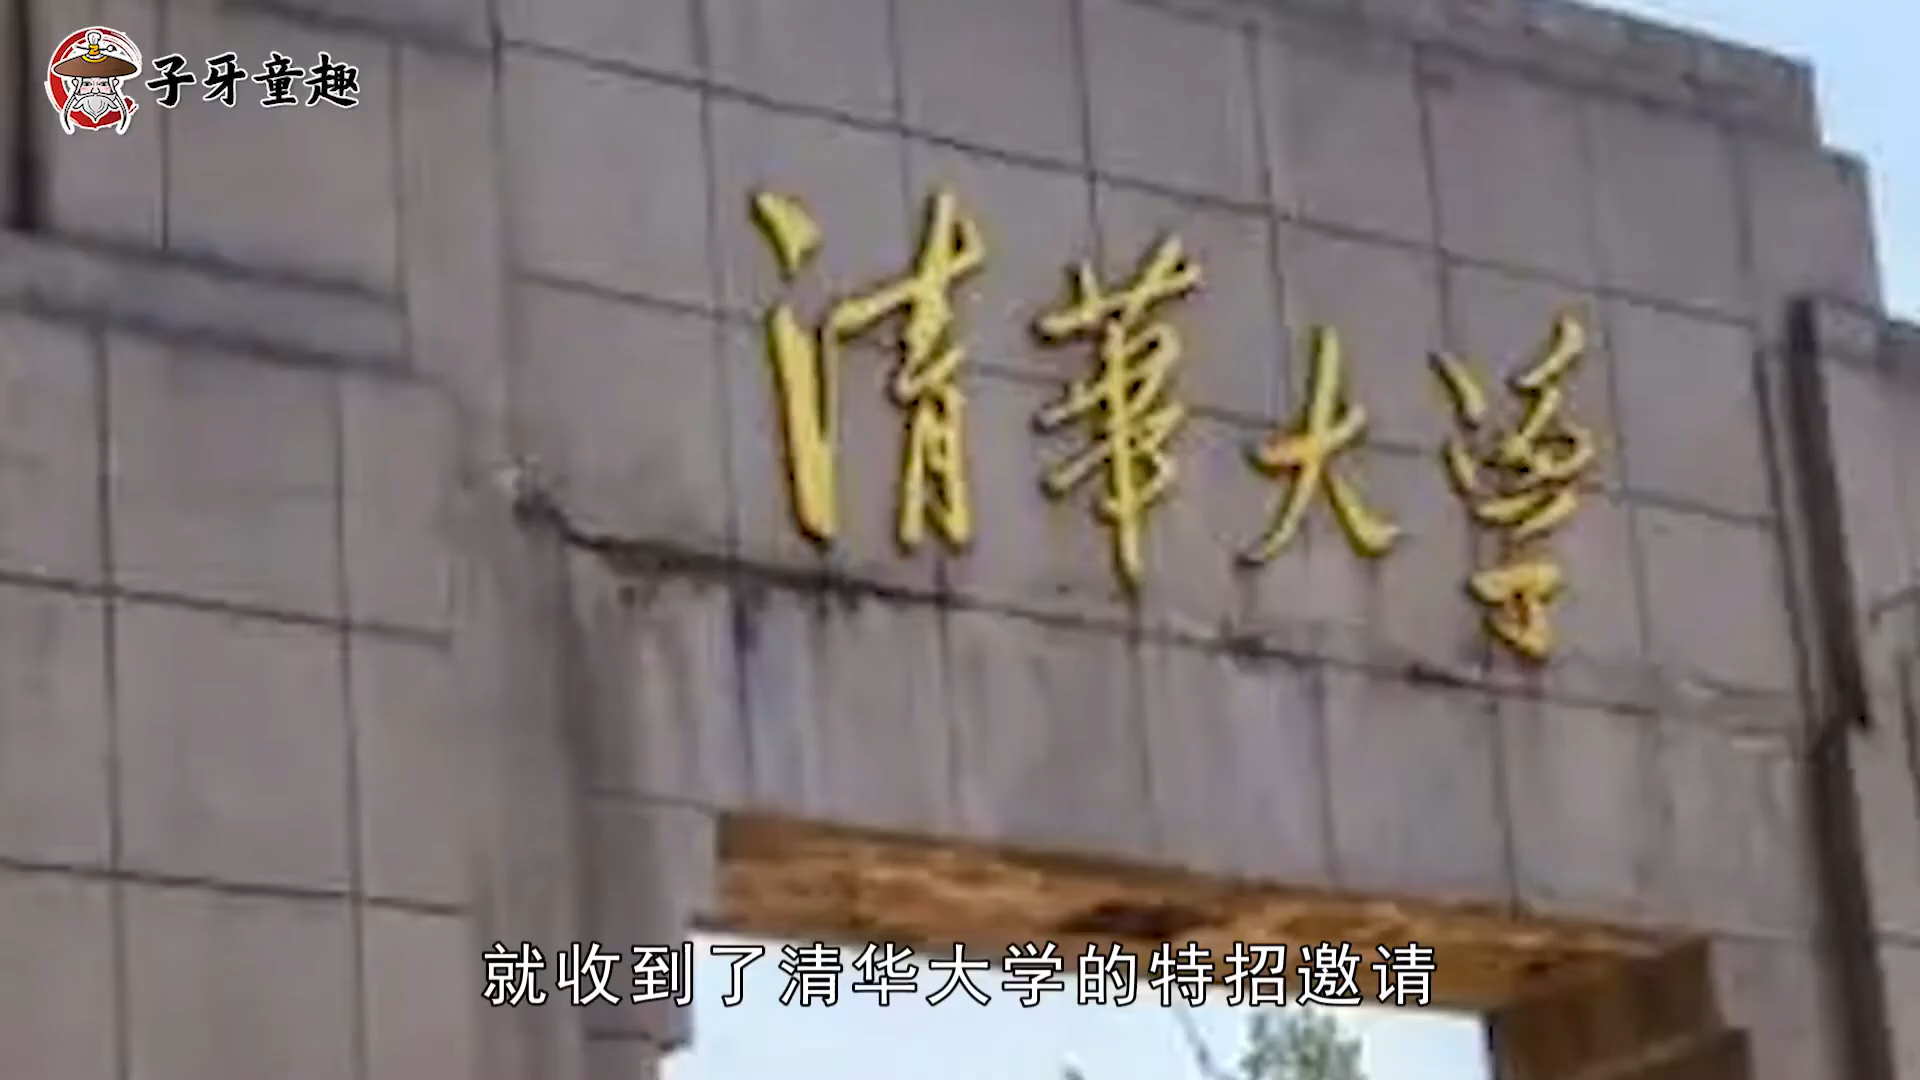 子牙童趣
清華大学
就收到了清华大学的特招邀请